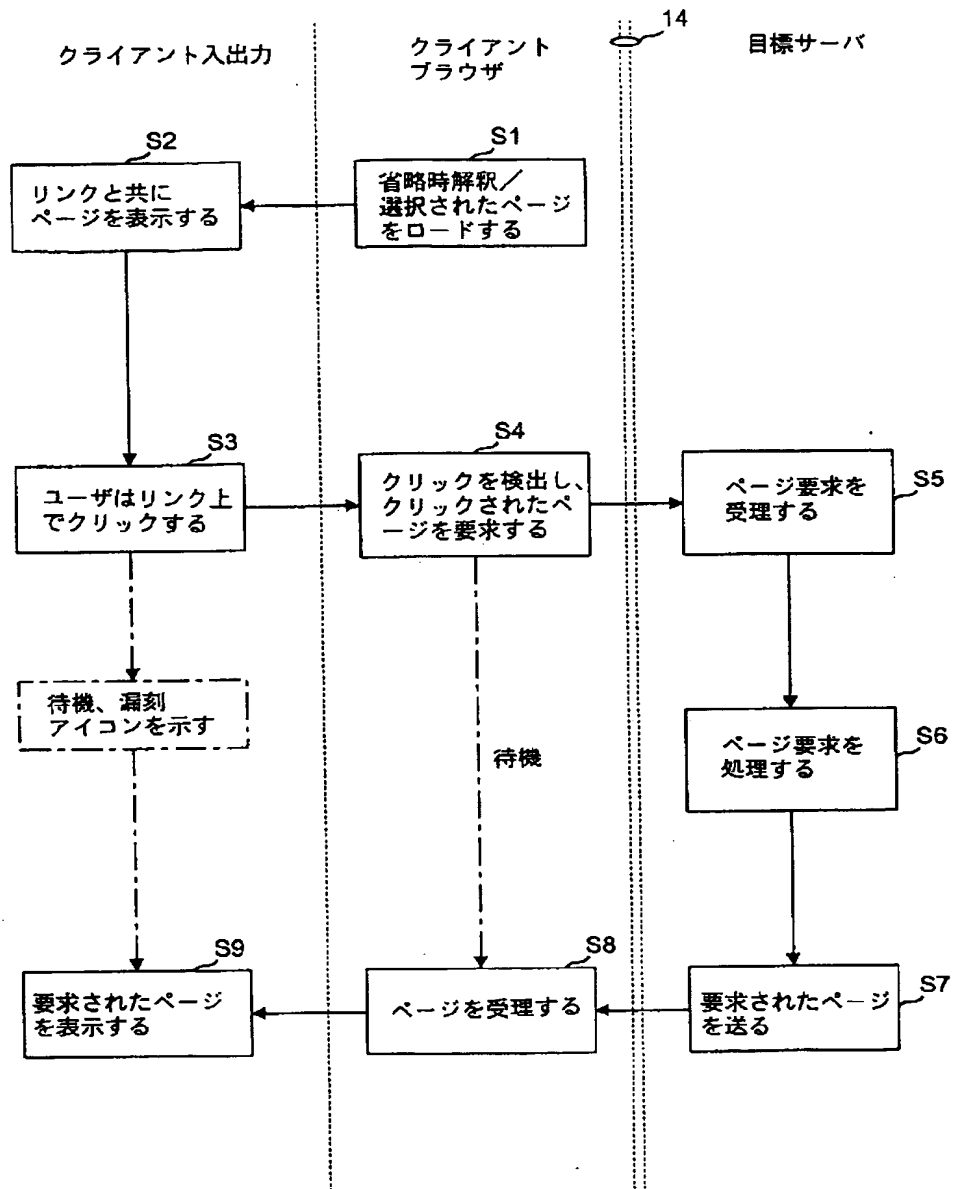 14
クライアント入出力
クライアント
ブラウザ
目標サーバ
S2
リンクと共に
ページを表示する
S1
省略時解釈／
選択されたページ
をロードする
S3
ユーザはリンク上
でクリックする
S4
クリックを検出し、
クリックされたペ
ージを要求する
S5
ページ要求を
受理する
待機、漏刻
アイコンを示す
待機
S6
ページ要求を
処理する
S9
要求されたページ
を表示する
S8
ページを受理する
S7
要求されたページ
を送る